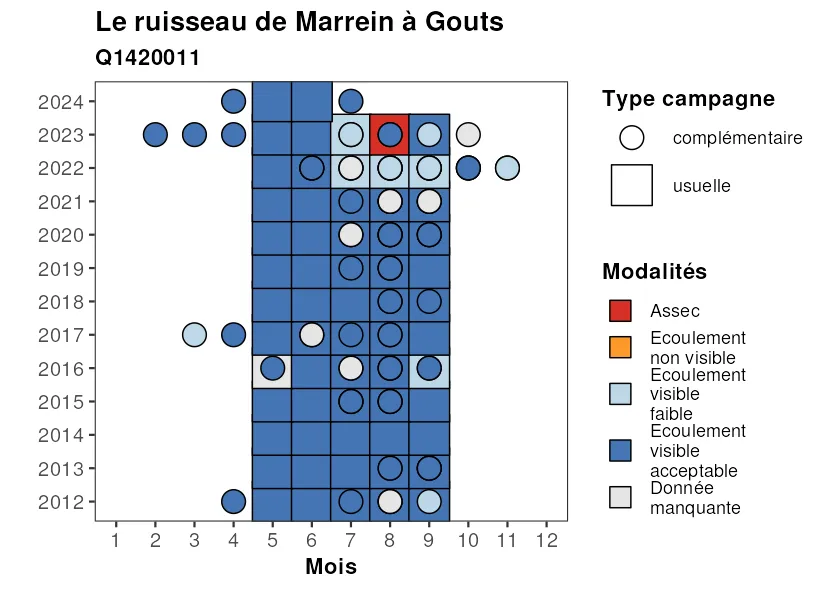 Le ruisseau de Marrein à Gouts
Q1420011
2024
2023
2022
2021
2020
2019
2018
2017
2016
2015
2014
2013
2012
1 2 3 4 5 6 7 8 9 10 11 12
Mois
Type campagne
complémentaire
usuelle
Modalités
Assec
Ecoulement
non visible
Ecoulement
visible
faible
Ecoulement
visible
acceptable
Donnée
manquante